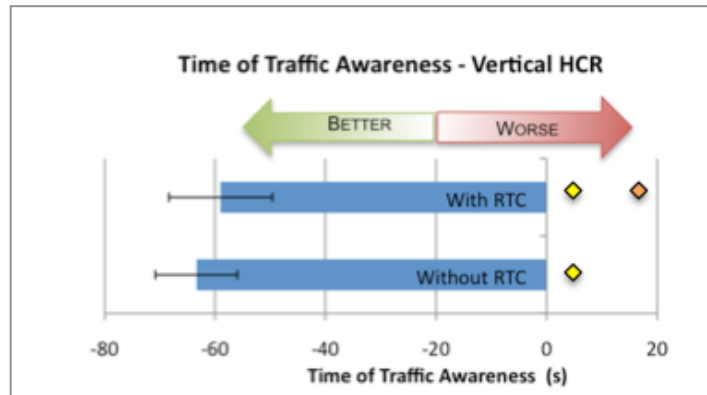 Time of Traffic Awareness - Vertical HCR
BETTER WORSE
With RTC
Without RTC
-80 -60 -40 -20 0 20
Time of Traffic Awareness (s)